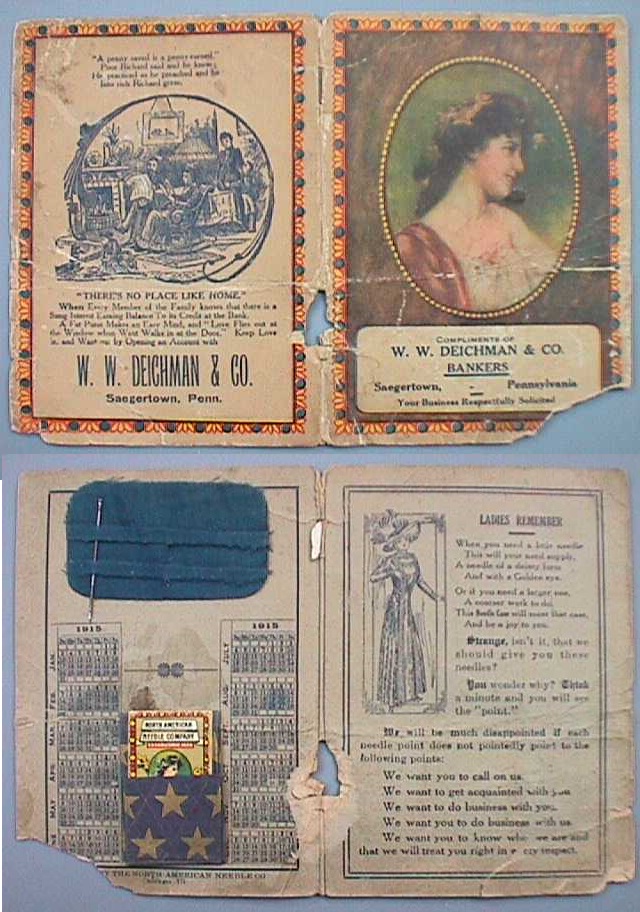 "A penny saved is a penny earned,"
Poor Richard said and he knew;
He practiced as he preached and he
Into rich Richard grew.
"THERE'S NO PLACE LIKE HOME,"
When Every Member of the Family knows that there is a
Snug Interest Earning Balance To its Credit at the Bank.
A Fat Purse Makes an Easy Mind, and "Love Flies out at
the Window when Want Walks in at the Door." Keep Love
in, and Want out by Opening an Account with
W. W. DEICHMAN & CO.
Saegertown, Penn.
COMPLIMENTS OF
W. W. DEICHMAN & CO.
BANKERS
Saegertown, - Pennsylvania
Your Business Respectfully Solicited
1915
JAN. FEB. MAR. APR. MAY
1915
JULY AUG. SEPT.
NORTH AMERICAN
NEEDLE COMPANY
THE NORTH AMERICAN NEEDLE CO
Chicago, Ill.
LADIES REMEMBER
When you need a little needle
This will your need supply,
A needle of a dainty form
And with a Golden eye.
Or if you need a larger one,
A coarser work to do,
This Needle Case will meet that case,
And be a joy to you.
Strange, isn't it, that we
should give you these
needles?
You wonder why? Think
a minute and you will see
the "point."
We will be much disappointed if each
needle point does not pointedly point to the
following points:
We want you to call on us.
We want to get acquainted with you
We want to do business with you.
We want you to do business with us.
We want you to know who we are and
that we will treat you right in every respect.